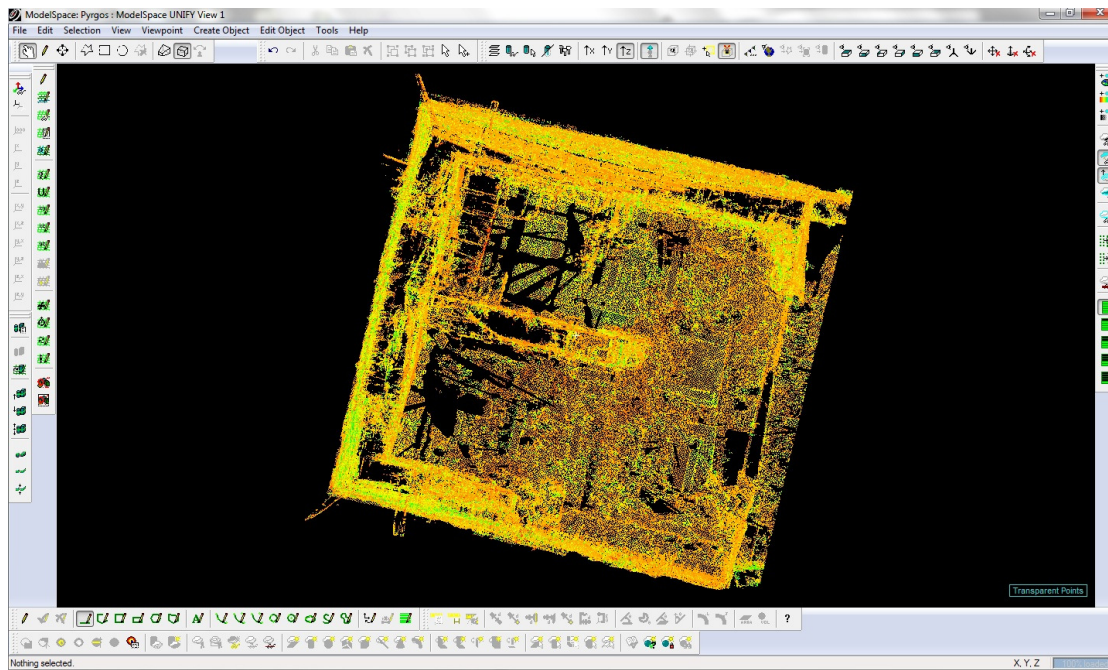 ModelSpace: Pyrgos : ModelSpace UNIFY View 1
File Edit Selection View Viewpoint Create Object Edit Object Tools Help
X Y Z
Transparent Points
?
Nothing selected.
X, Y, Z